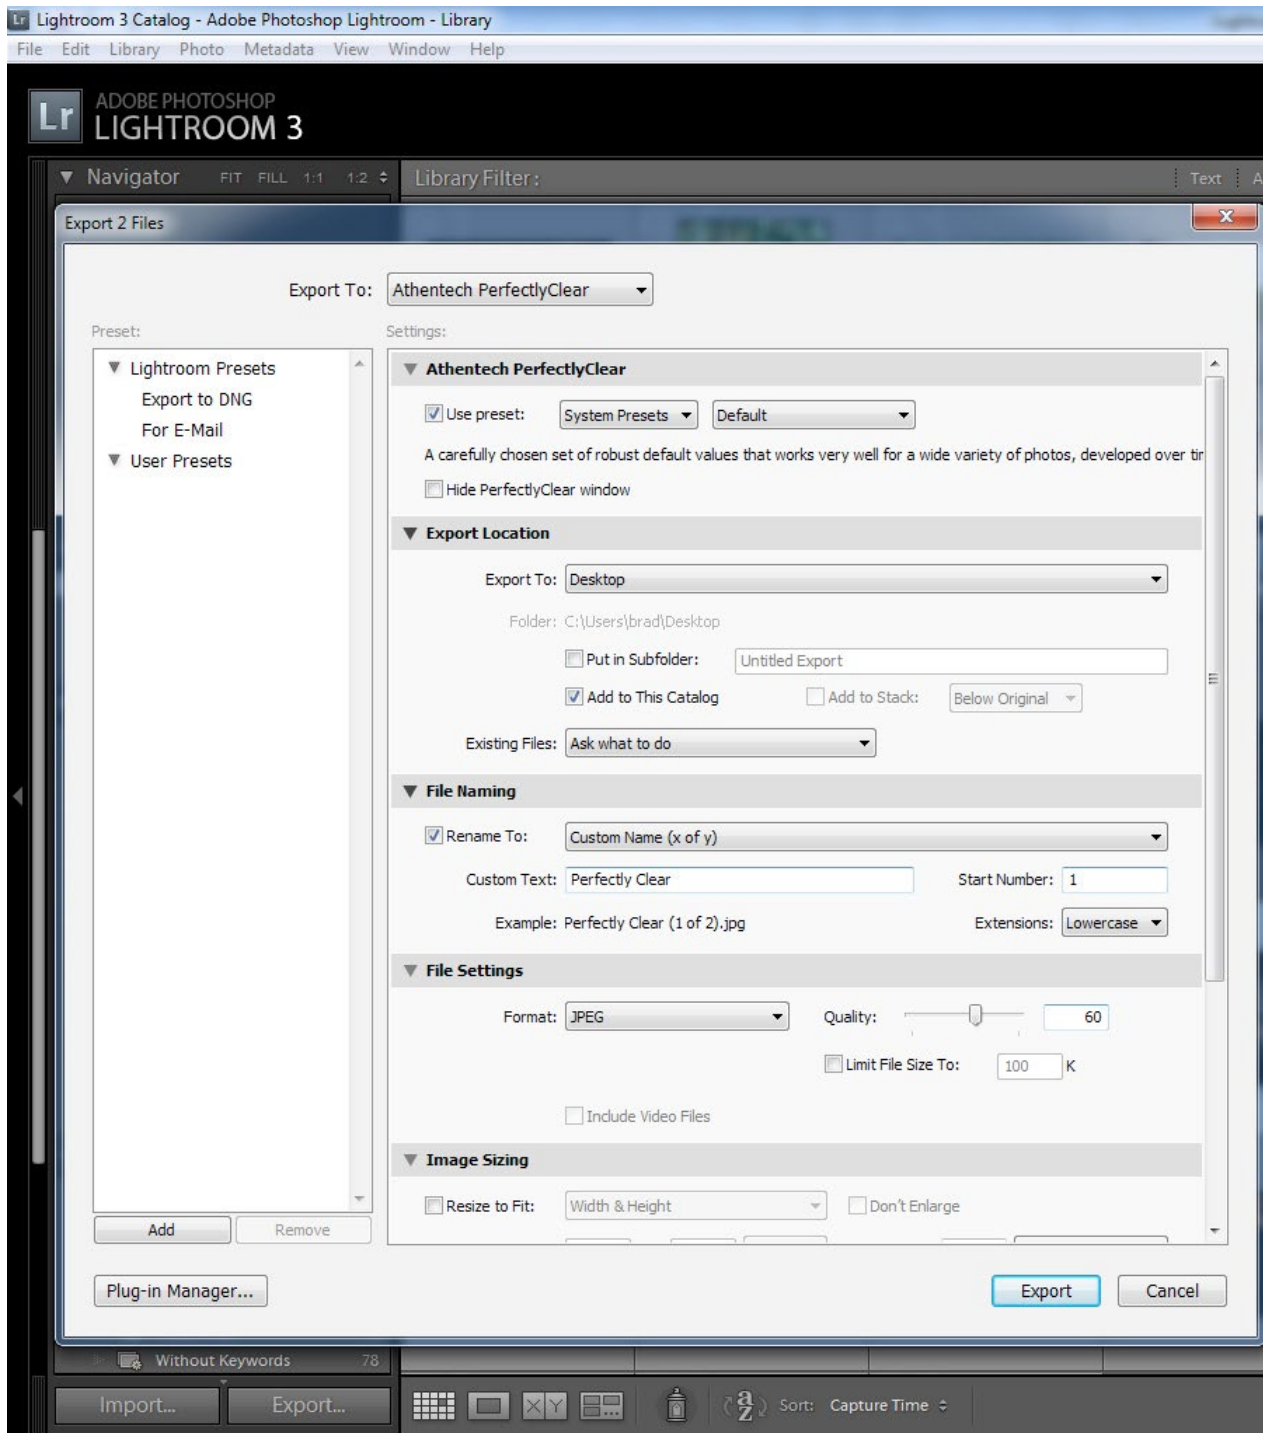 Lr Lightroom 3 Catalog - Adobe Photoshop Lightroom - Library
File Edit Library Photo Metadata View Window Help
Lr ADOBE PHOTOSHOP
LIGHTROOM 3
Navigator FIT FILL 1:1 1:2 Library Filter : Text A
Export 2 Files
Export To: Athentech PerfectlyClear
Preset: Settings:
Lightroom Presets
Export to DNG
For E-Mail
User Presets
Add Remove
Athentech PerfectlyClear
Use preset: System Presets Default
A carefully chosen set of robust default values that works very well for a wide variety of photos, developed over
Hide PerfectlyClear window
Export Location
Export To: Desktop
Folder: C:\Users\brad\Desktop
Put in Subfolder: Untitled Export
Add to This Catalog Add to Stack: Below Original
Existing Files: Ask what to do
File Naming
Rename To: Custom Name (x of y)
Custom Text: Perfectly Clear Start Number: 1
Example: Perfectly Clear (1 of 2).jpg Extensions: Lowercase
File Settings
Format: JPEG Quality: 60
Limit File Size To: 100 K
Include Video Files
Image Sizing
Resize to Fit: Width & Height Don't Enlarge
Plug-in Manager... Export Cancel
Without Keywords 78
Import... Export... X Y a z Sort: Capture Time